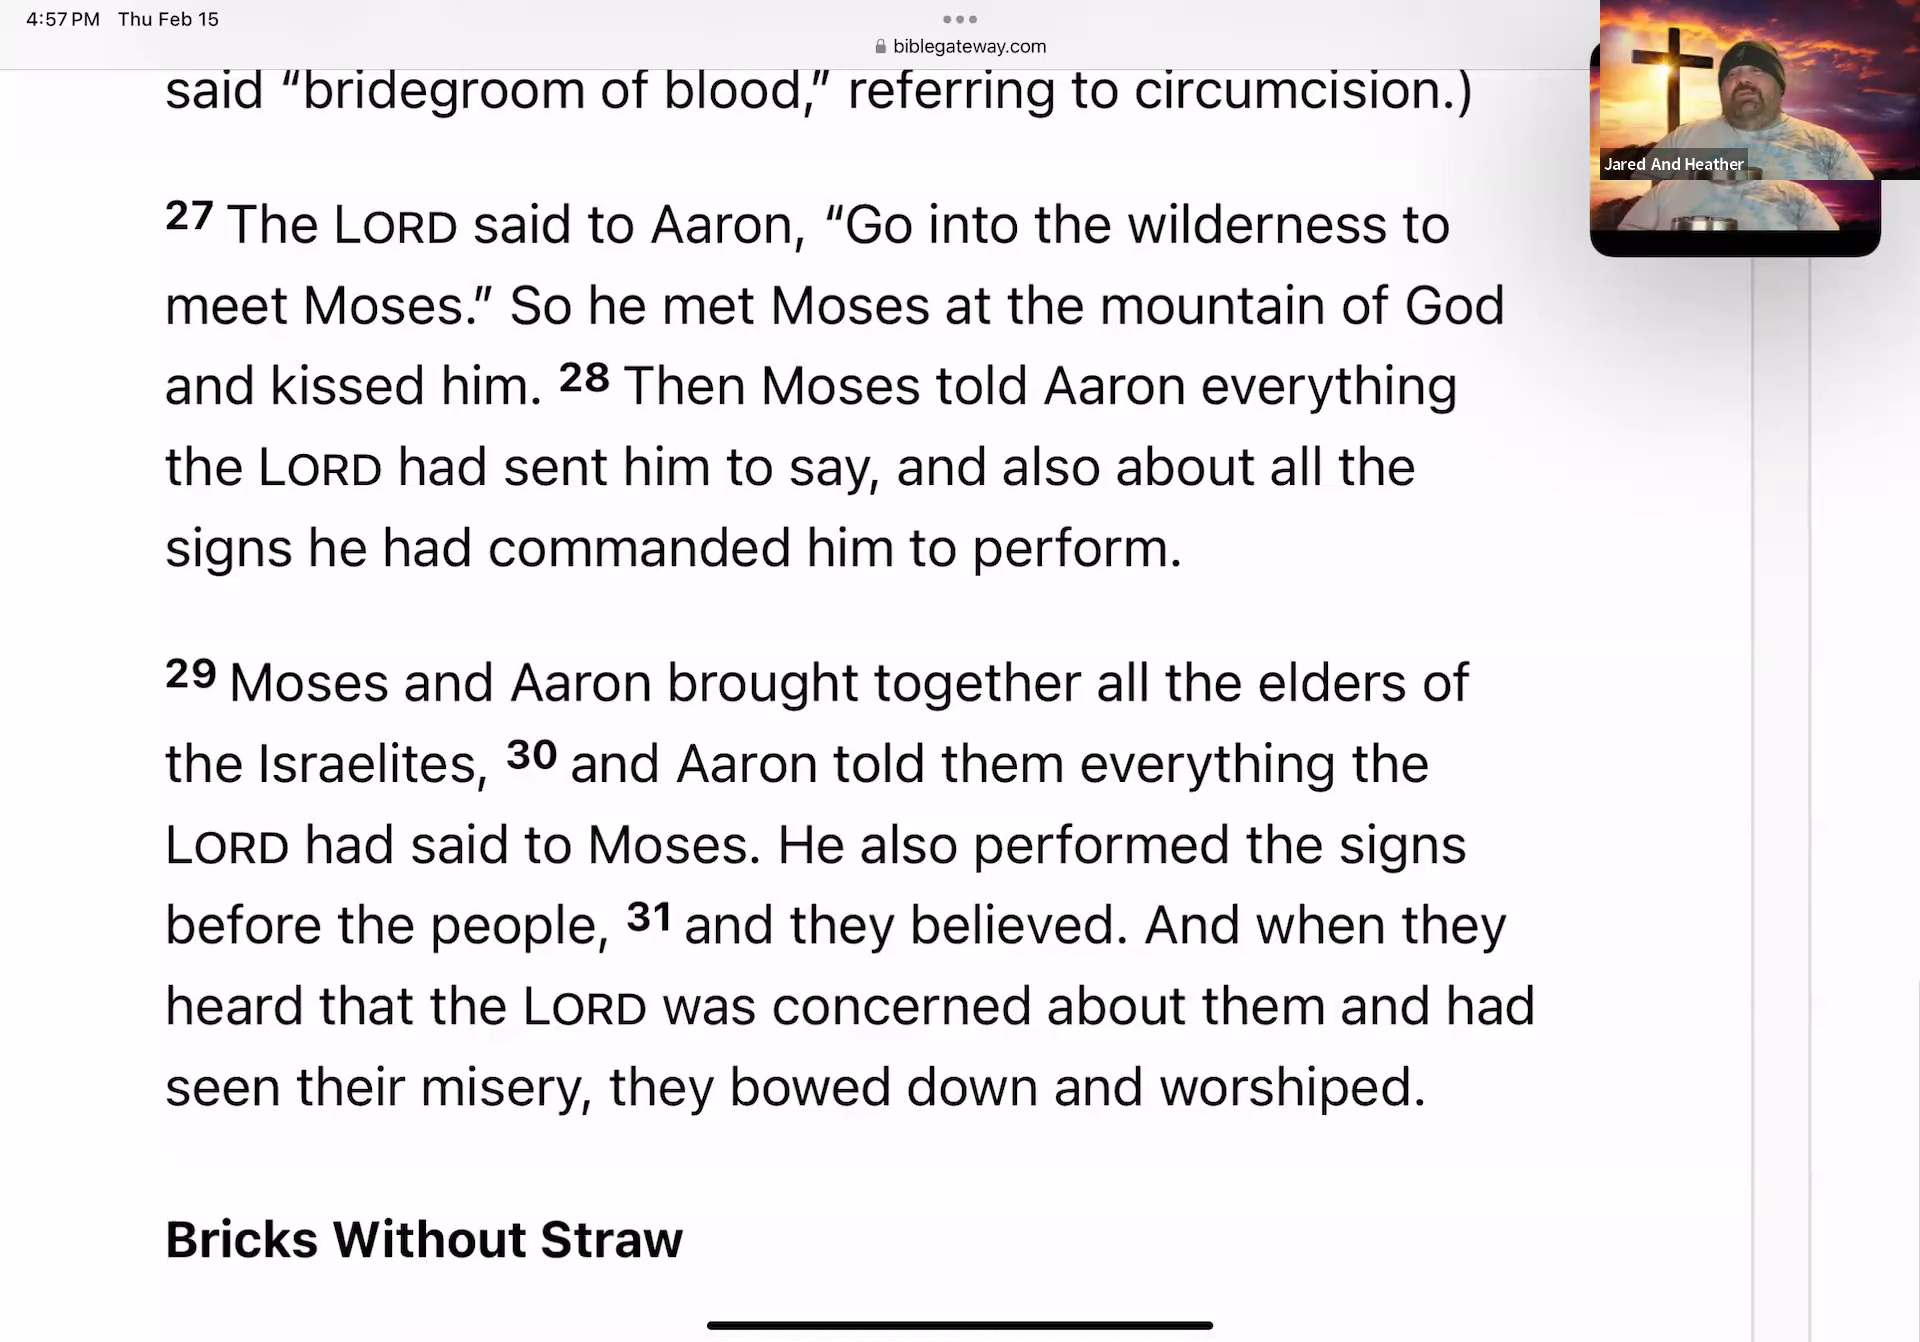 4:57 PM Thu Feb 15
biblegateway.com
Jared And Heather
said “bridegroom of blood,” referring to circumcision.)
27 The LORD said to Aaron, “Go into the wilderness to
meet Moses.” So he met Moses at the mountain of God
and kissed him. 28 Then Moses told Aaron everything
the LORD had sent him to say, and also about all the
signs he had commanded him to perform.
29 Moses and Aaron brought together all the elders of
the Israelites, 30 and Aaron told them everything the
LORD had said to Moses. He also performed the signs
before the people, 31 and they believed. And when they
heard that the LORD was concerned about them and had
seen their misery, they bowed down and worshiped.
Bricks Without Straw